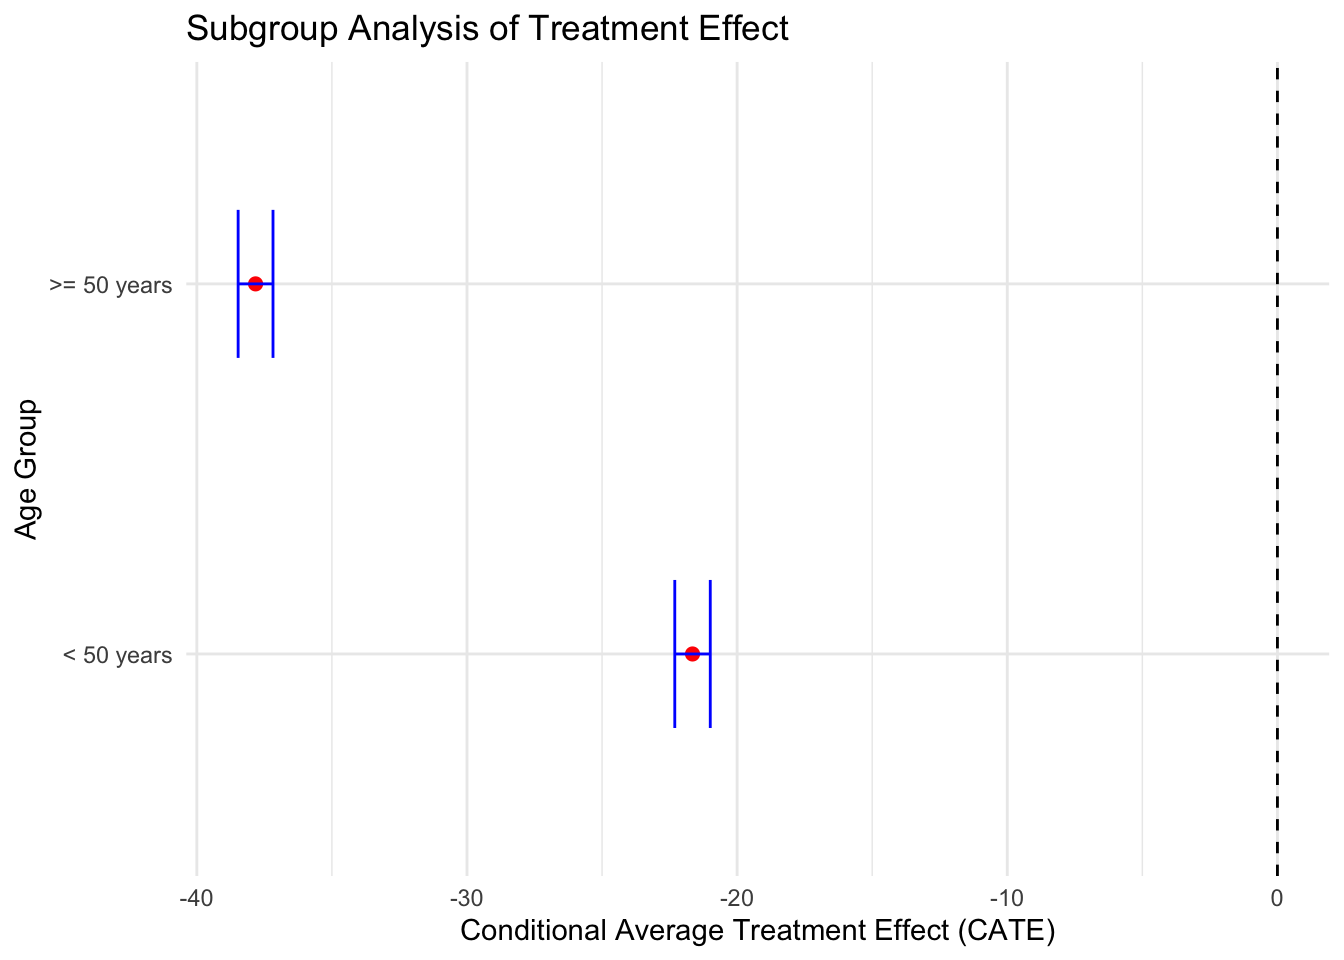 Subgroup Analysis of Treatment Effect
Age Group
>= 50 years
< 50 years
-40
-30
-20
-10
0
Conditional Average Treatment Effect (CATE)